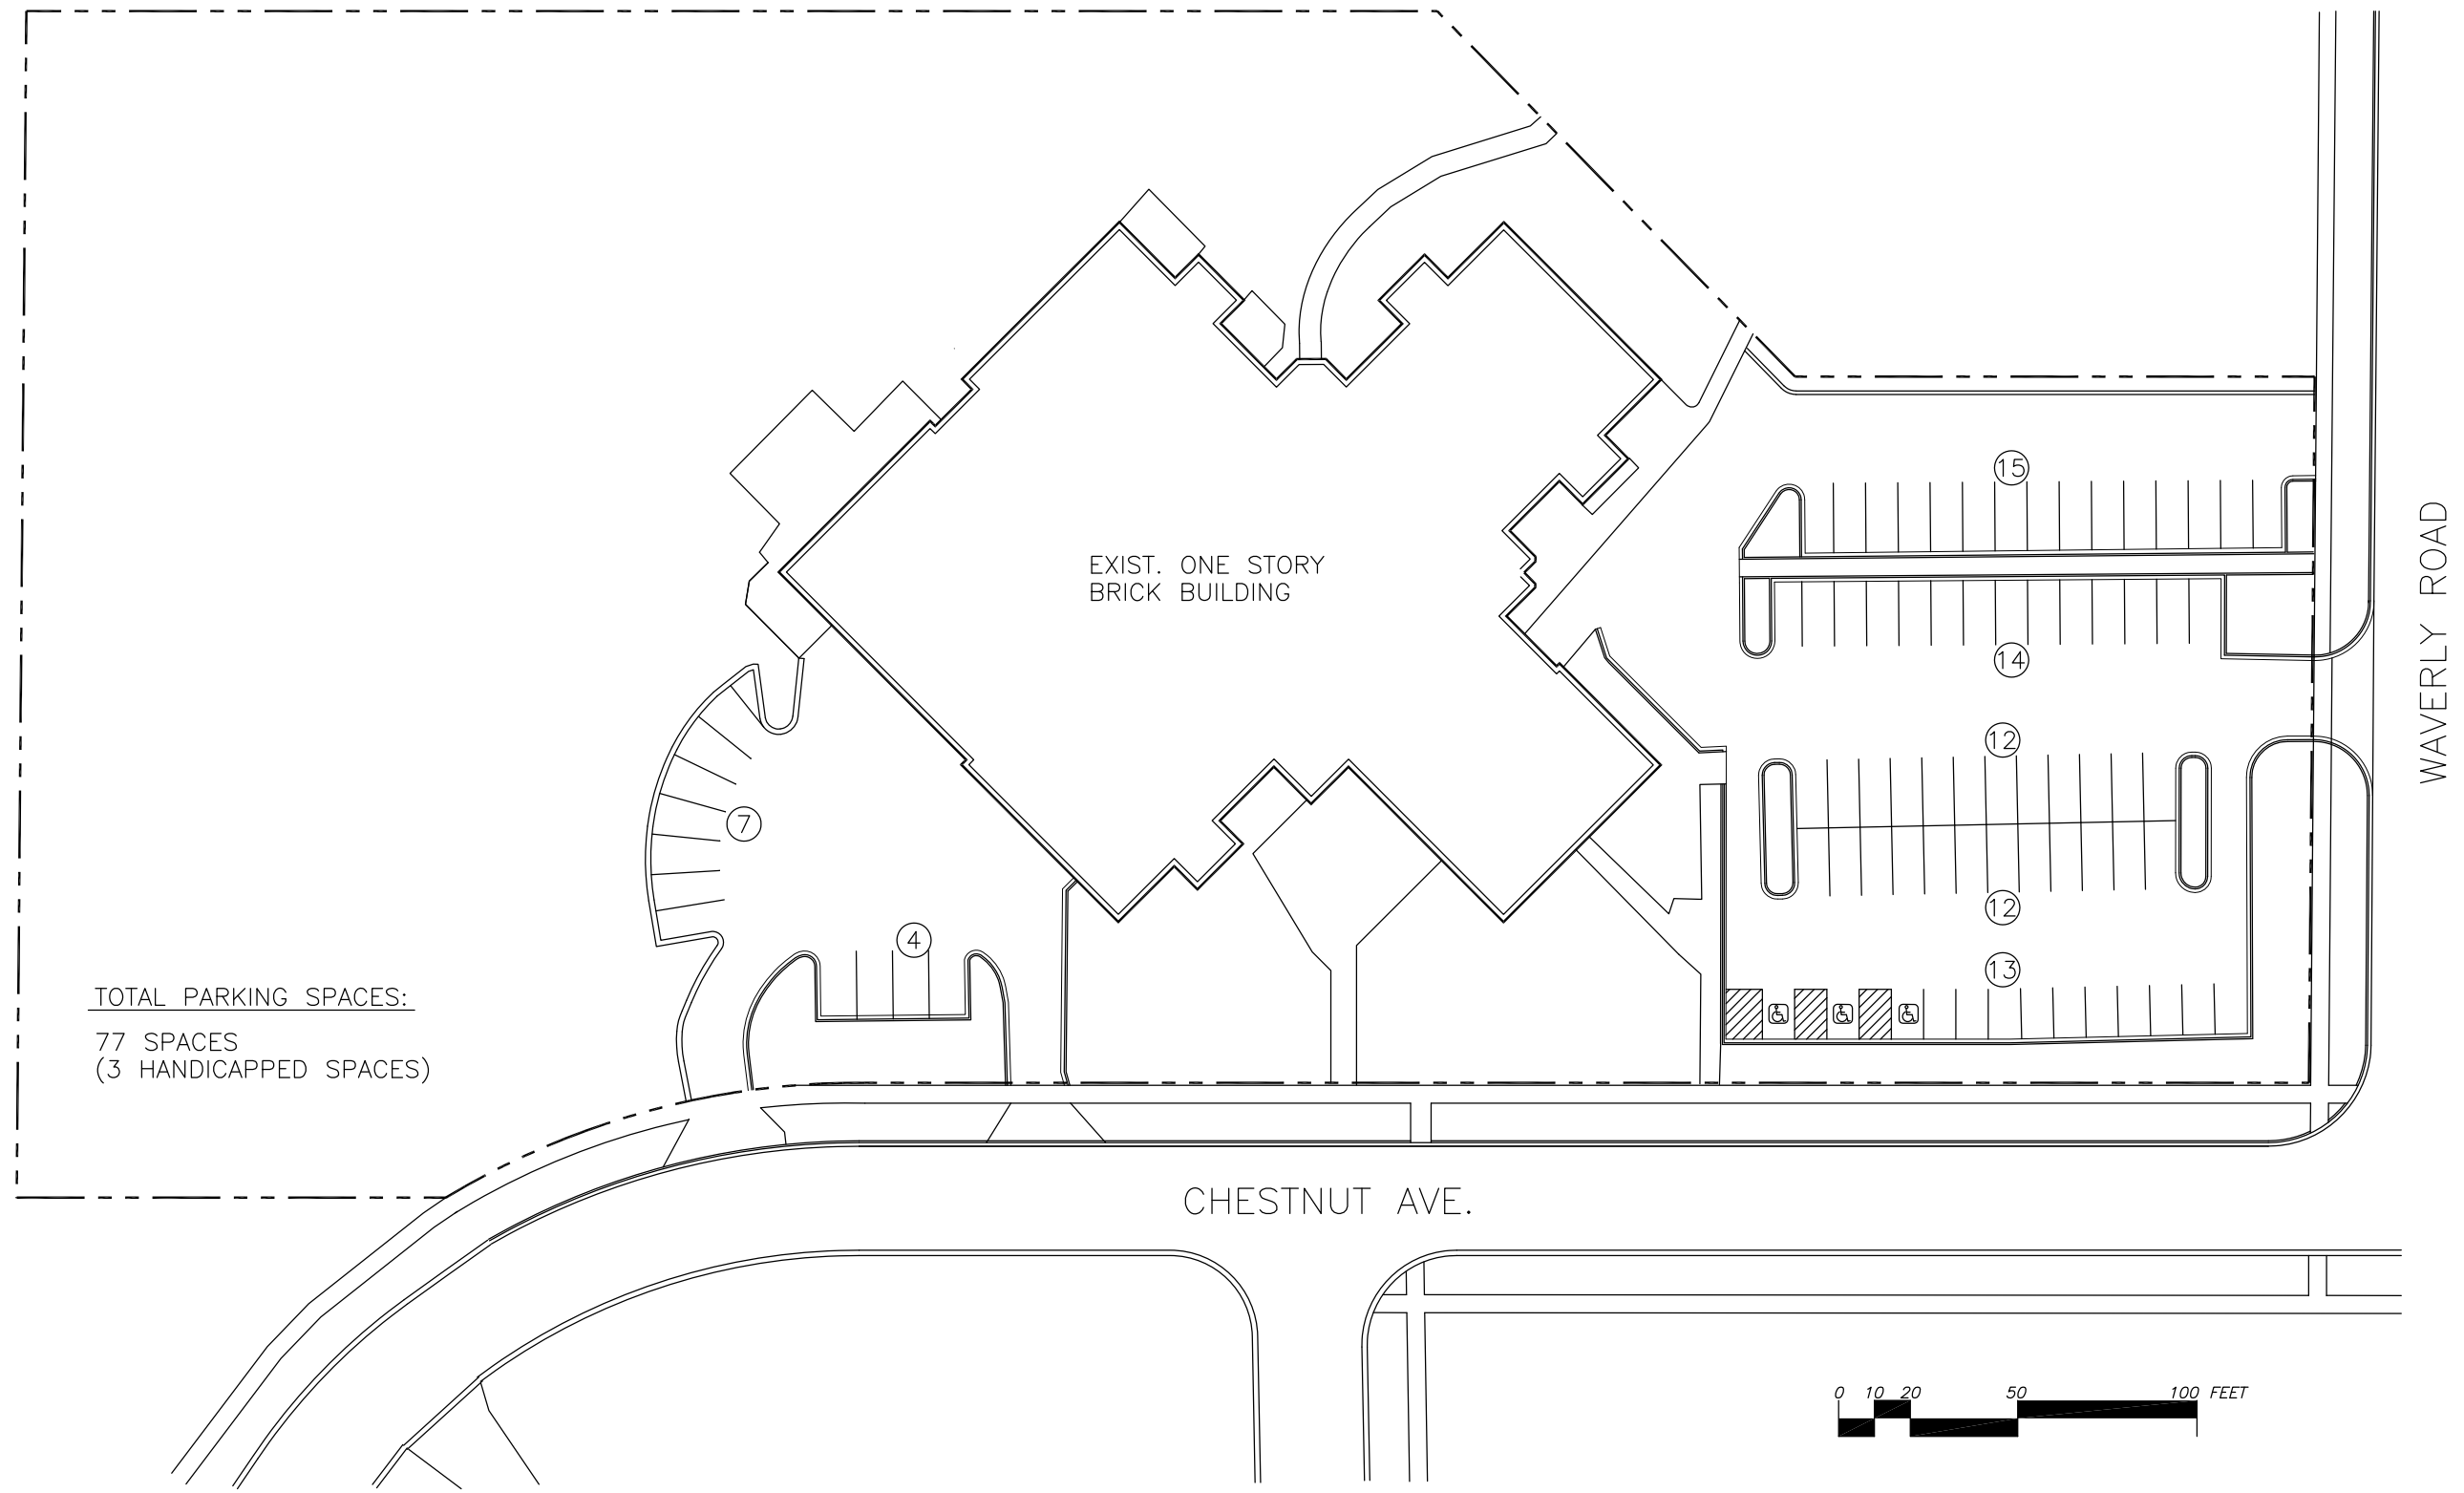 15
EXIST. ONE STORY
BRICK BUILDING
14
WAVERLY ROAD
12
7
12
4
13
TOTAL PARKING SPACES:
77 SPACES
(3 HANDICAPPED SPACES)
CHESTNUT AVE.
0 10 20 50 100 FEET